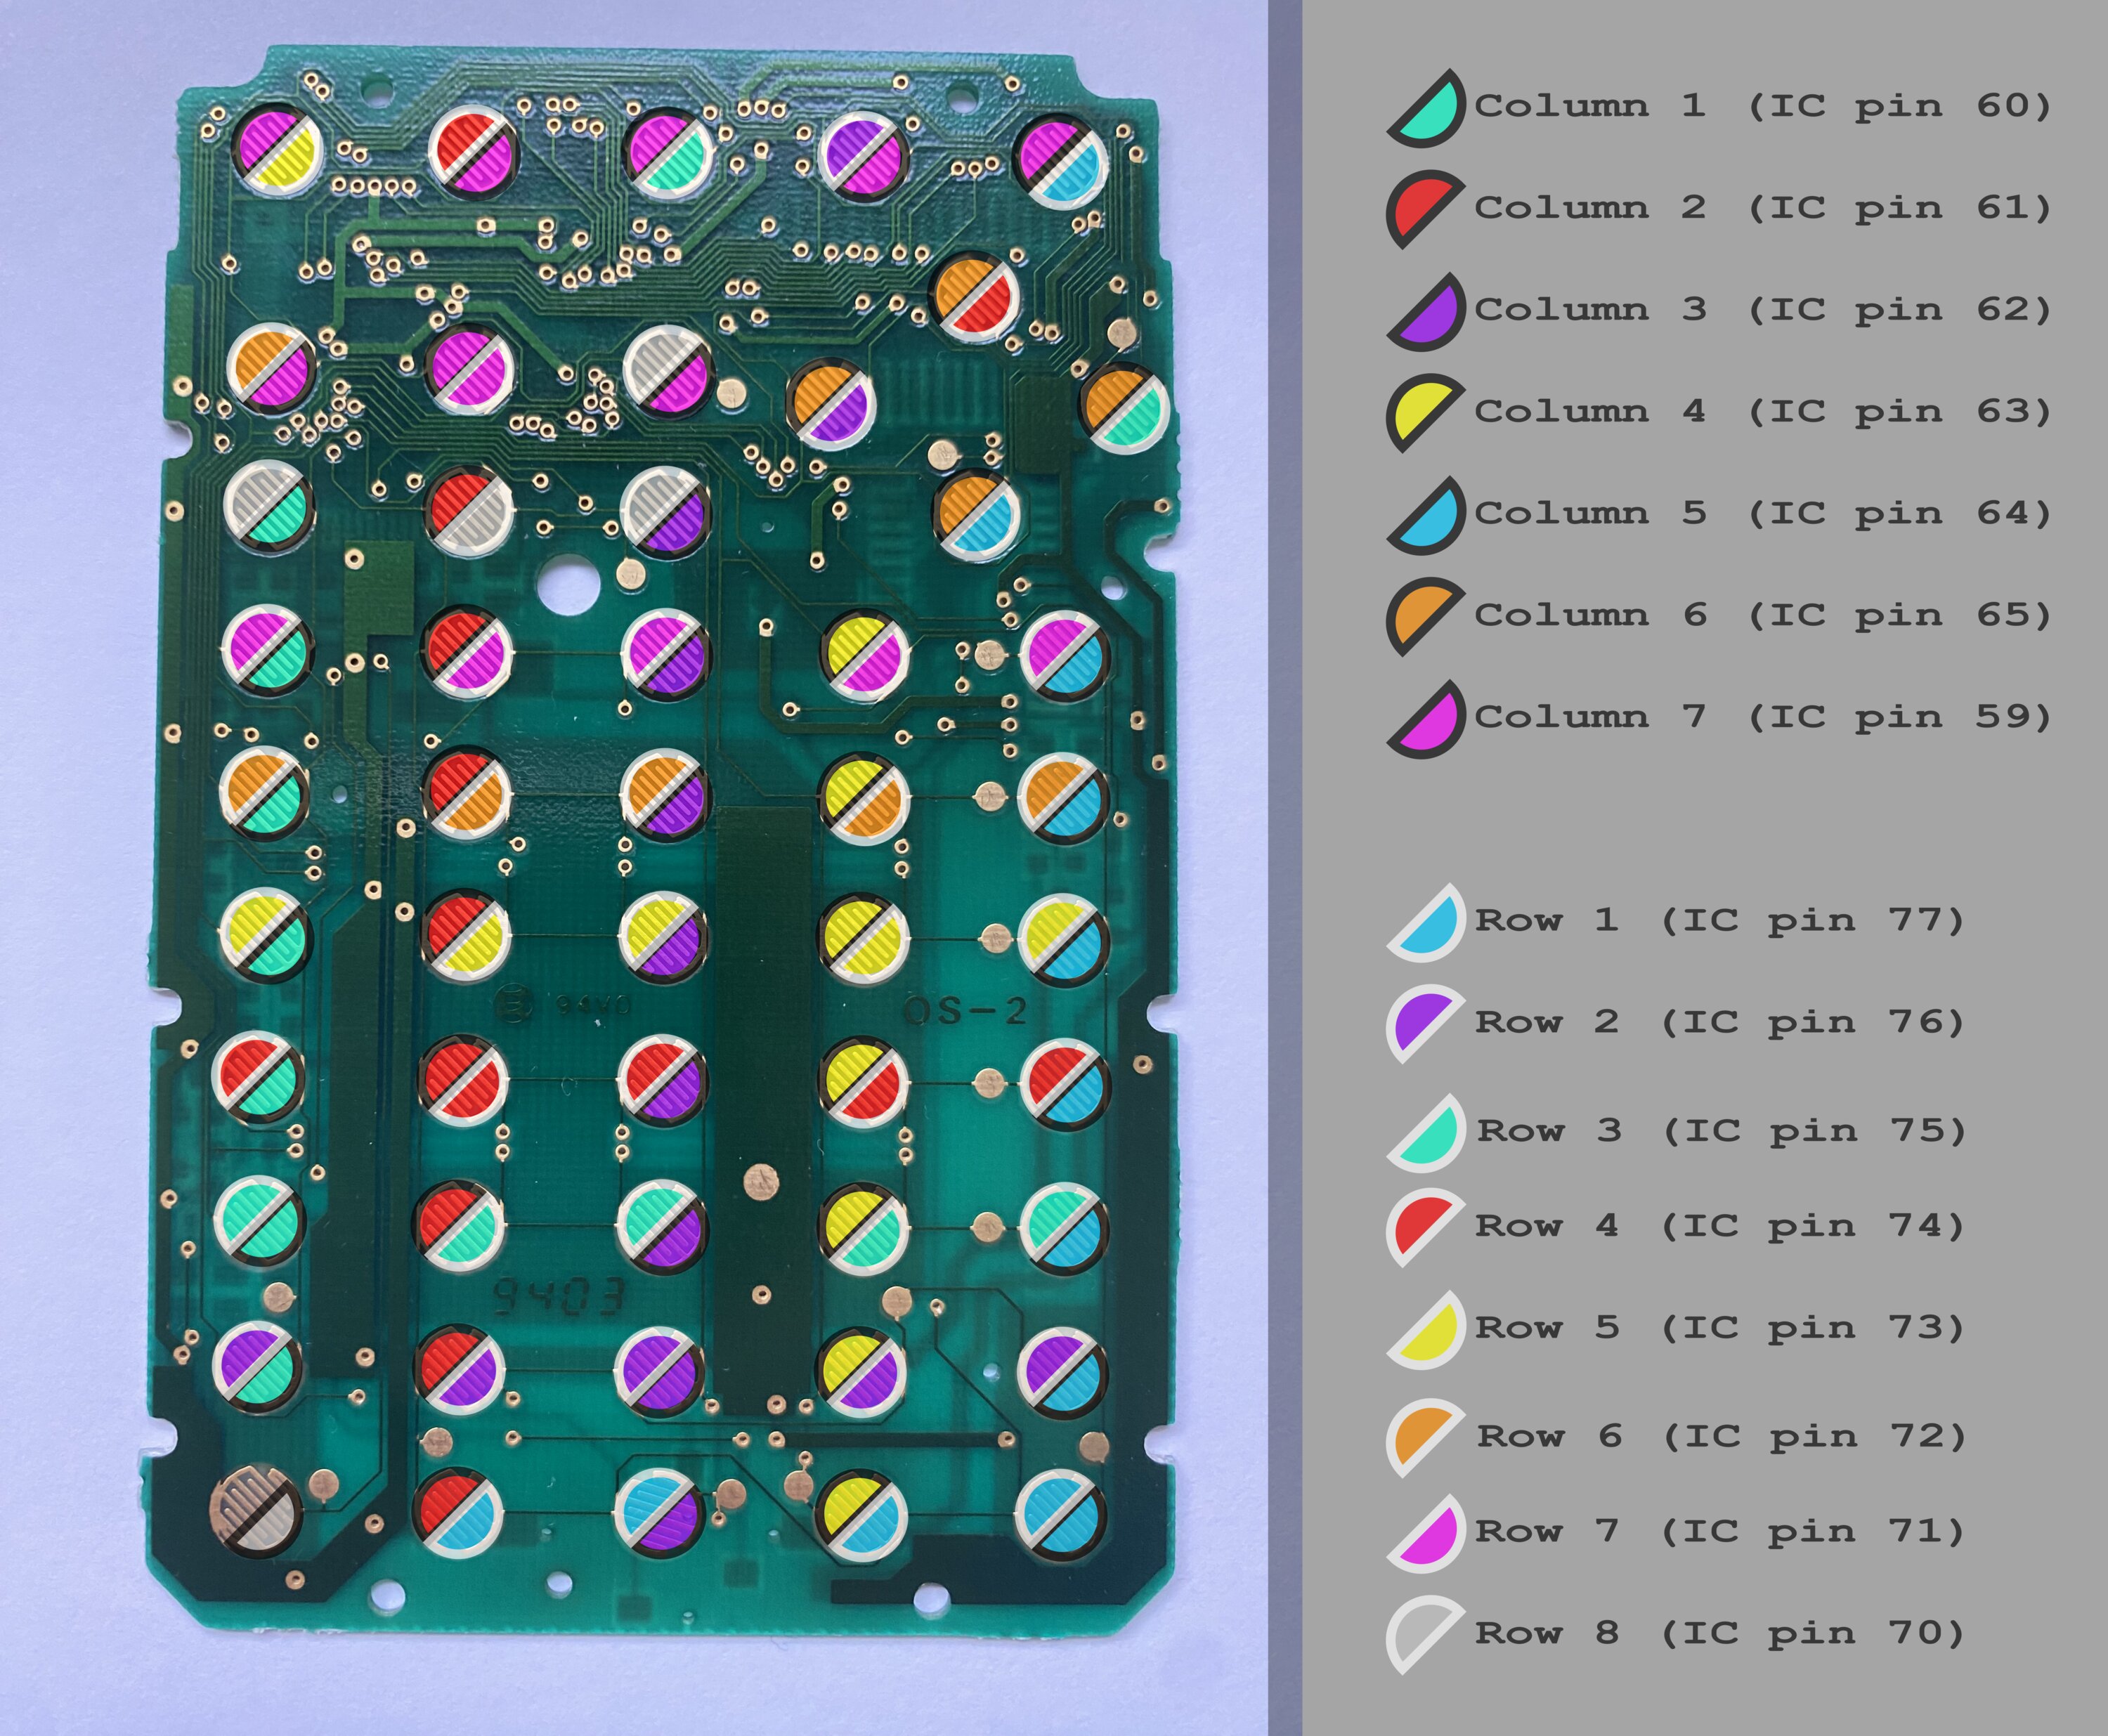 94V0
OS-2
9403
Column 1 (IC pin 60)
Column 2 (IC pin 61)
Column 3 (IC pin 62)
Column 4 (IC pin 63)
Column 5 (IC pin 64)
Column 6 (IC pin 65)
Column 7 (IC pin 59)
Row 1 (IC pin 77)
Row 2 (IC pin 76)
Row 3 (IC pin 75)
Row 4 (IC pin 74)
Row 5 (IC pin 73)
Row 6 (IC pin 72)
Row 7 (IC pin 71)
Row 8 (IC pin 70)